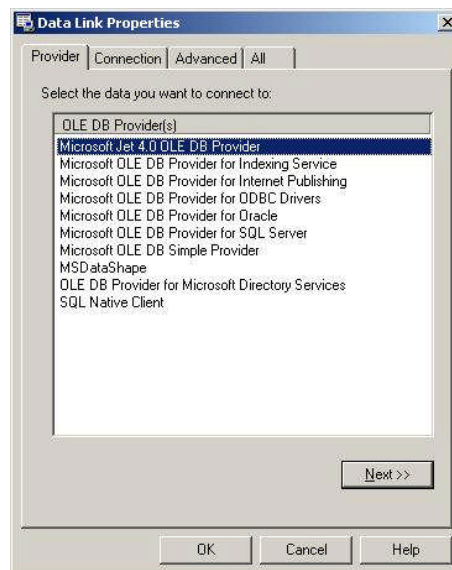 Data Link Properties
Provider
Connection
Advanced
All
Select the data you want to connect to:
OLE DB Provider(s)
Microsoft Jet 4.0 OLE DB Provider
Microsoft OLE DB Provider for Indexing Service
Microsoft OLE DB Provider for Internet Publishing
Microsoft OLE DB Provider for ODBC Drivers
Microsoft OLE DB Provider for Oracle
Microsoft OLE DB Provider for SQL Server
Microsoft OLE DB Simple Provider
MSDataShape
OLE DB Provider for Microsoft Directory Services
SQL Native Client
Next >>
OK
Cancel
Help